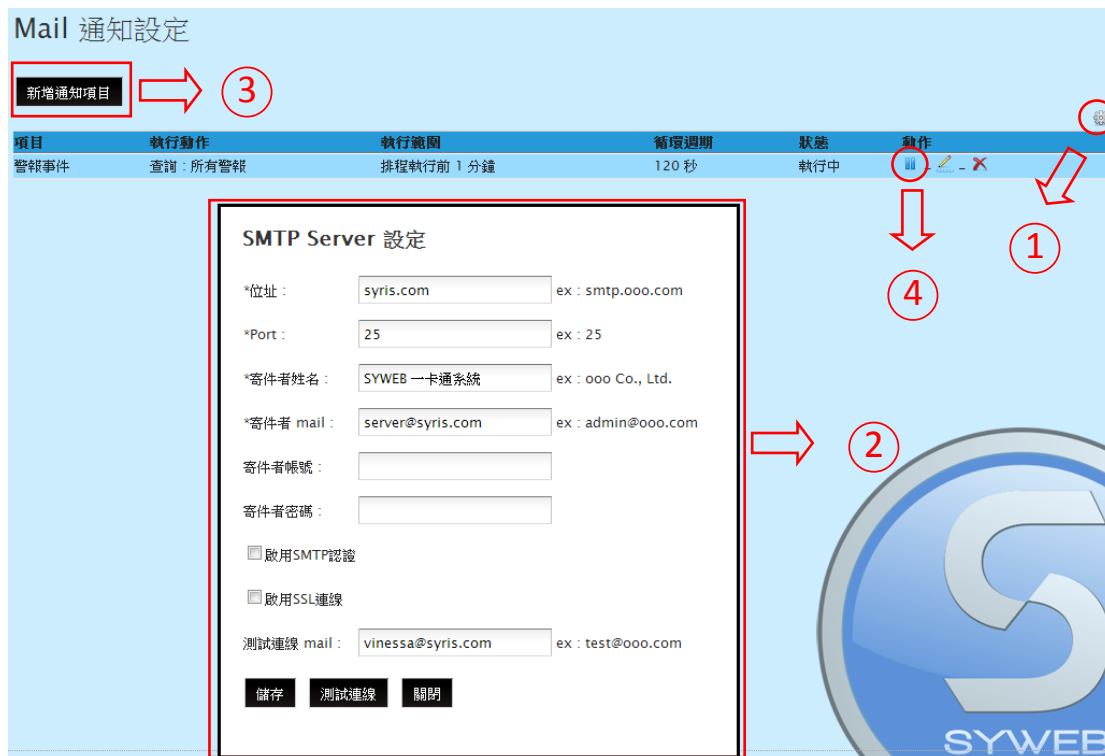 Mail 通知設定
新增通知項目
③
項目 執行動作 執行範圍 循環週期 狀態 動作
警報事件 查詢 : 所有警報 排程執行前 1 分鐘 120 秒 執行中 - -
①
④
SMTP Server 設定
*位址 : syris.com ex : smtp.ooo.com
*Port : 25 ex : 25
*寄件者姓名 : SYWEB 一卡通系統 ex : ooo Co., Ltd.
*寄件者 mail : server@syris.com ex : admin@ooo.com
②
寄件者帳號 :
寄件者密碼 :
啟用SMTP認證
啟用SSL連線
測試連線 mail : vinessa@syris.com ex : test@ooo.com
儲存 測試連線 關閉
SYWEB